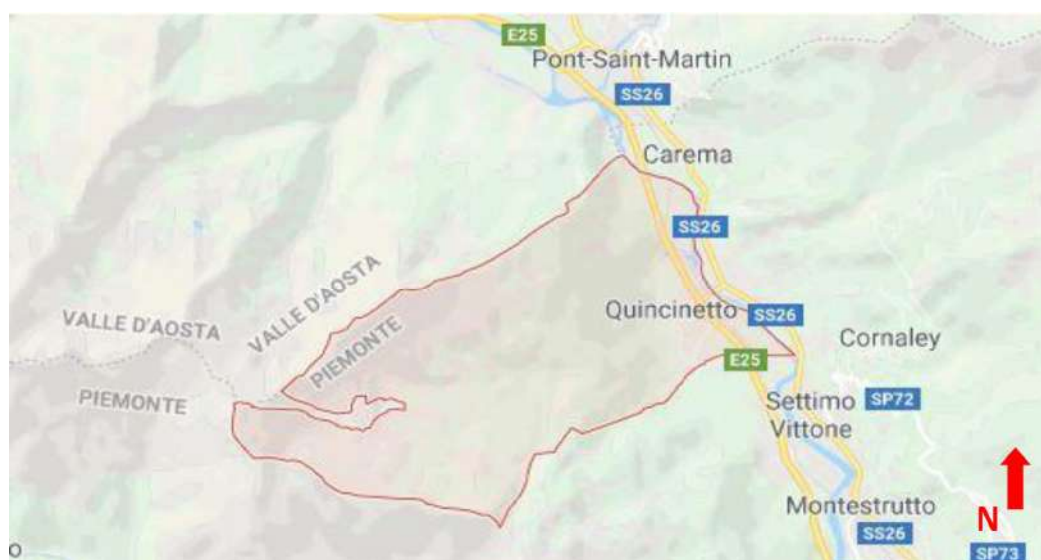 E25
Pont-Saint-Martin
SS26
Carema
SS26
VALLE D'AOSTA
VALLE D'AOSTA
PIEMONTE
PIEMONTE
Quincinetto
SS26
Cornaley
E25
Settimo
Vittone
SP72
Montestrutto
SS26
N
SP73